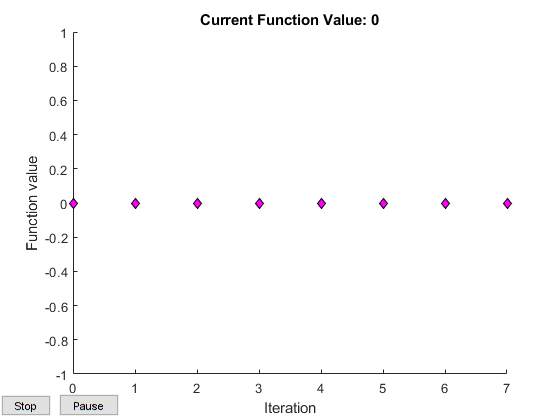 Current Function Value: 0
1
0.8
0.6
0.4
0.2
0
-0.2
-0.4
-0.6
-0.8
-1
Function value
0 1 2 3 4 5 6 7
Iteration
Stop Pause